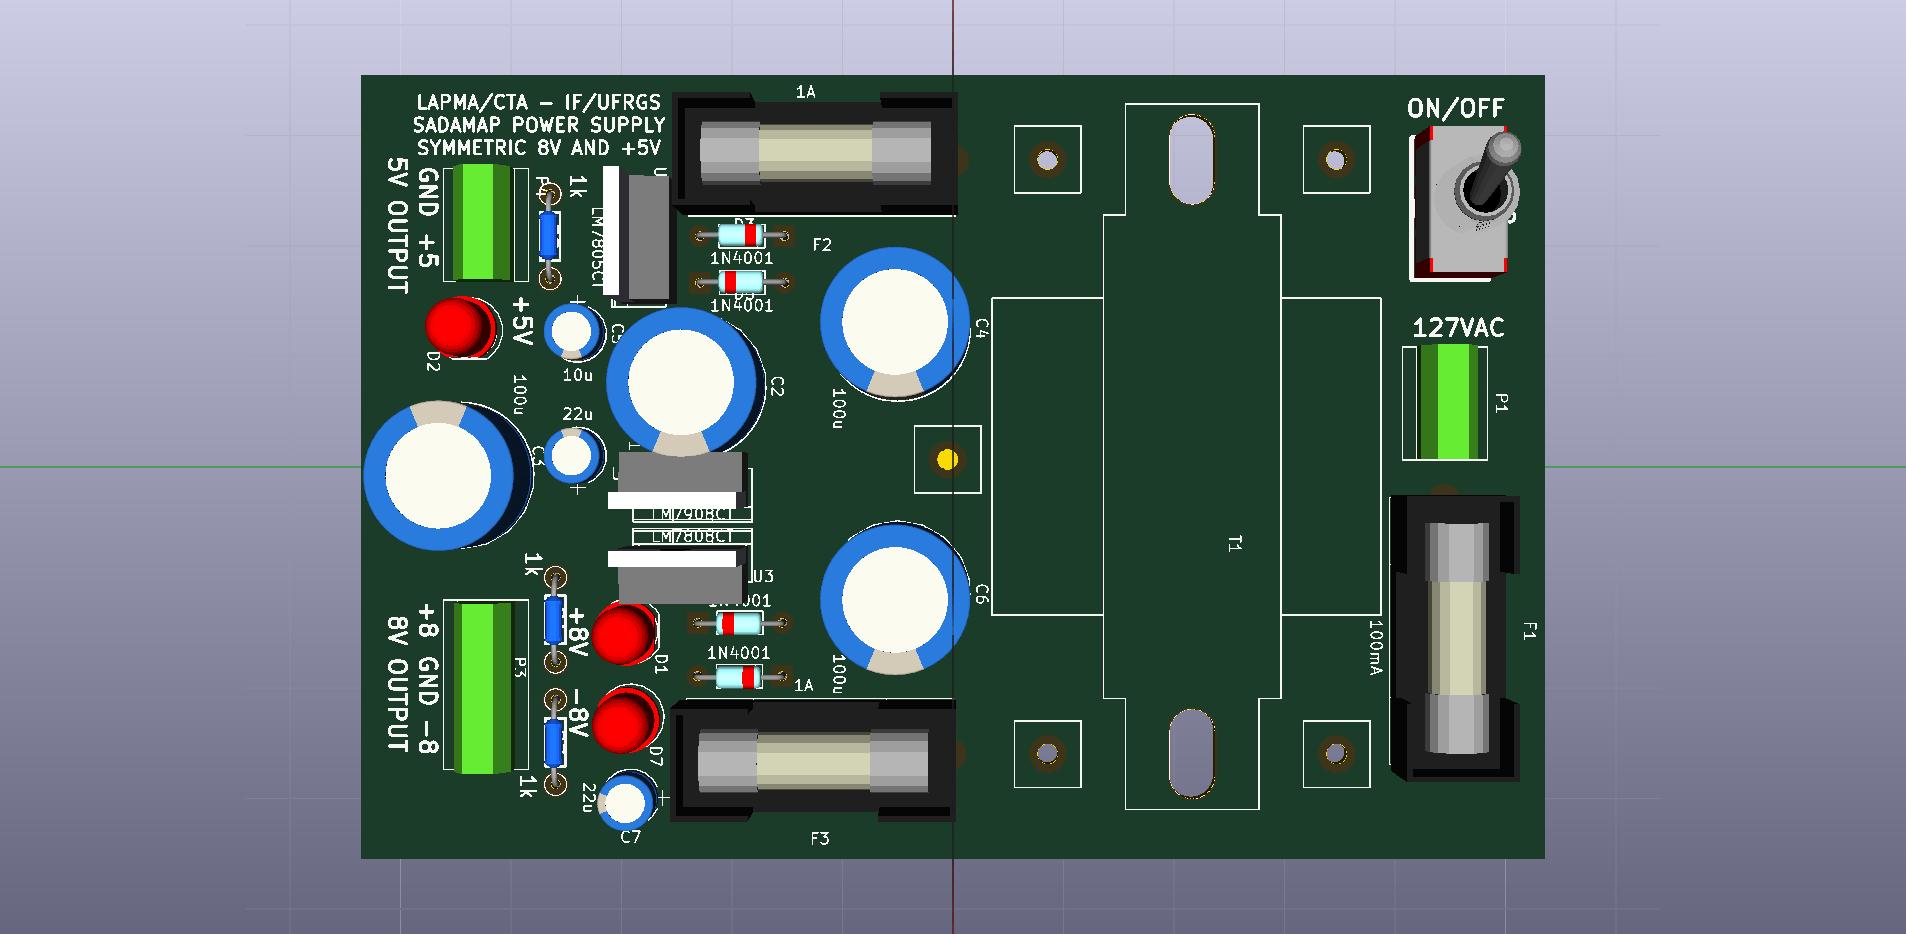 LAPMA/CTA - IF/UFRGS
SADAMAP POWER SUPPLY
SYMMETRIC 8V AND +5V
1A
ON/OFF
5V OUTPUT
GND +5
P4
1k
LM7805CT
D3
1N4001
F2
1N4001
+5V
D2
10u
C2
C4
127VAC
P1
100u
22u
100u
C3
LM7908CT
LM7808CT
U3
1N4001
T1
1k
+8V
C6
8V OUTPUT
+8 GND -8
P3
D1
1N4001
1A
100u
100mA
F1
-8V
D7
1k
22u
C7
F3